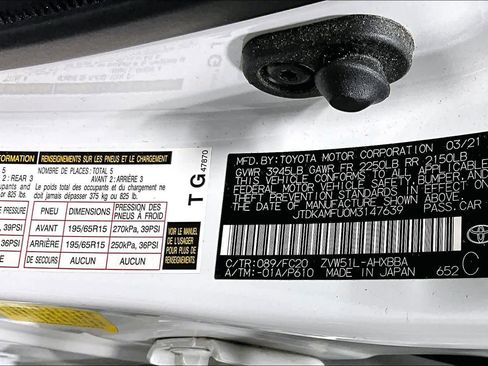 FORMATION
RENSEIGNEMENTS SUR LES PNEUS ET LE CHARGEMENT
5
2 : REAR 3
upants and
or 825 lbs.
NOMBRE DE PLACES TOTAL 5
AVANT 2 : ARRIÈRE 3
Le poids total des occupants et du chargement ne
doit jamais dépasser 375 kg ou 825 lb.
PRESSURE
, 39PSI
, 36PSI
PNEU DIMENSIONS PRESSION DES PNEUS À FROID
AVANT 195/65R15 270kPa, 39PSI
ARRIÈRE 195/65R15 250kPa, 36PSI
DE SECOURS AUCUN AUCUN
VOIR LE MANUEL
DE L'USAGER
POUR PLUS DE
RENSEIGNEMENTS
TG 47870
MFD. BY: TOYOTA MOTOR CORPORATION 03/21
GVWR 3945LB GAWR FR 2250LB RR 2150LB
THIS VEHICLE CONFORMS TO ALL APPLICABLE
FEDERAL MOTOR VEHICLE SAFETY, BUMPER, AND
THEFT PREVENTION STANDARDS IN EFFECT ON
THE DATE OF MANUFACTURE SHOWN ABOVE.
JTDKAMFU0M3147639 PASS CAR
C/TR: 089/FC20 ZVW51L-AHXBBA
A/TM: -01A/P610 MADE IN JAPAN 652 C